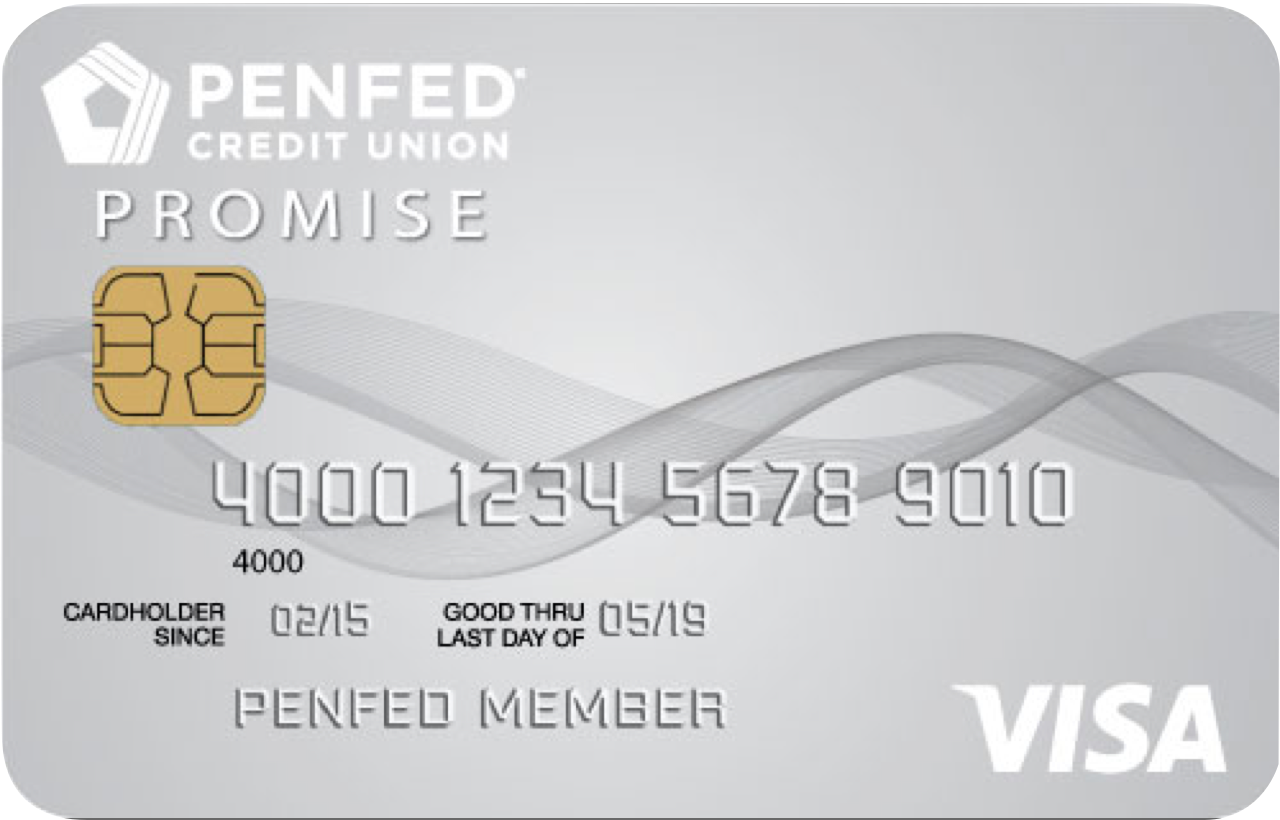 PENFED®
CREDIT UNION
PROMISE
4000 1234 5678 9010
4000
CARDHOLDER SINCE 02/15 GOOD THRU LAST DAY OF 05/19
PENFED MEMBER
VISA